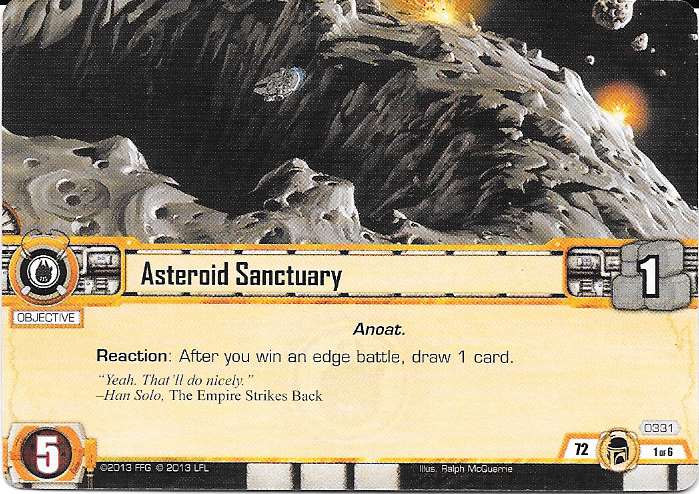 Asteroid Sanctuary
1
OBJECTIVE
Anoat.
Reaction: After you win an edge battle, draw 1 card.
“Yeah. That’ll do nicely.”
–Han Solo, The Empire Strikes Back
5
0331
72
1 OF 6
©2013 FFG © 2013 LFL
Illus. Ralph McQuarrie